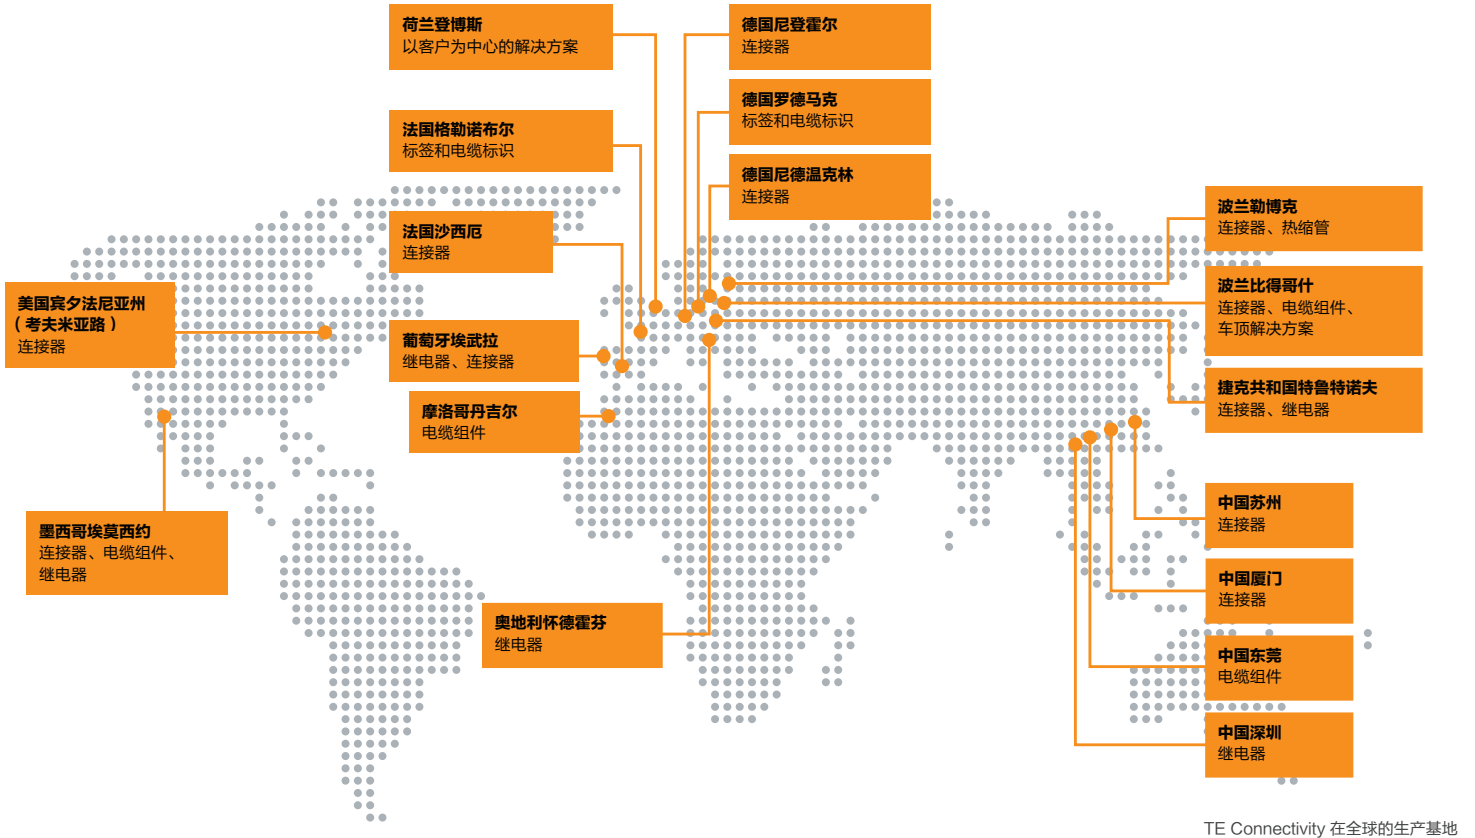 荷兰登博斯
以客户为中心的解决方案
德国尼登霍尔
连接器
德国罗德马克
标签和电缆标识
法国格勒诺布尔
标签和电缆标识
德国尼德温克林
连接器
法国沙西厄
连接器
波兰勒博克
连接器、热缩管
美国宾夕法尼亚州
（考夫米亚路）
连接器
波兰比得哥什
连接器、电缆组件、
车顶解决方案
葡萄牙埃武拉
继电器、连接器
捷克共和国特鲁特诺夫
连接器、继电器
摩洛哥丹吉尔
电缆组件
墨西哥埃莫西约
连接器、电缆组件、
继电器
中国苏州
连接器
中国厦门
连接器
奥地利怀德霍芬
继电器
中国东莞
电缆组件
中国深圳
继电器
TE Connectivity 在全球的生产基地